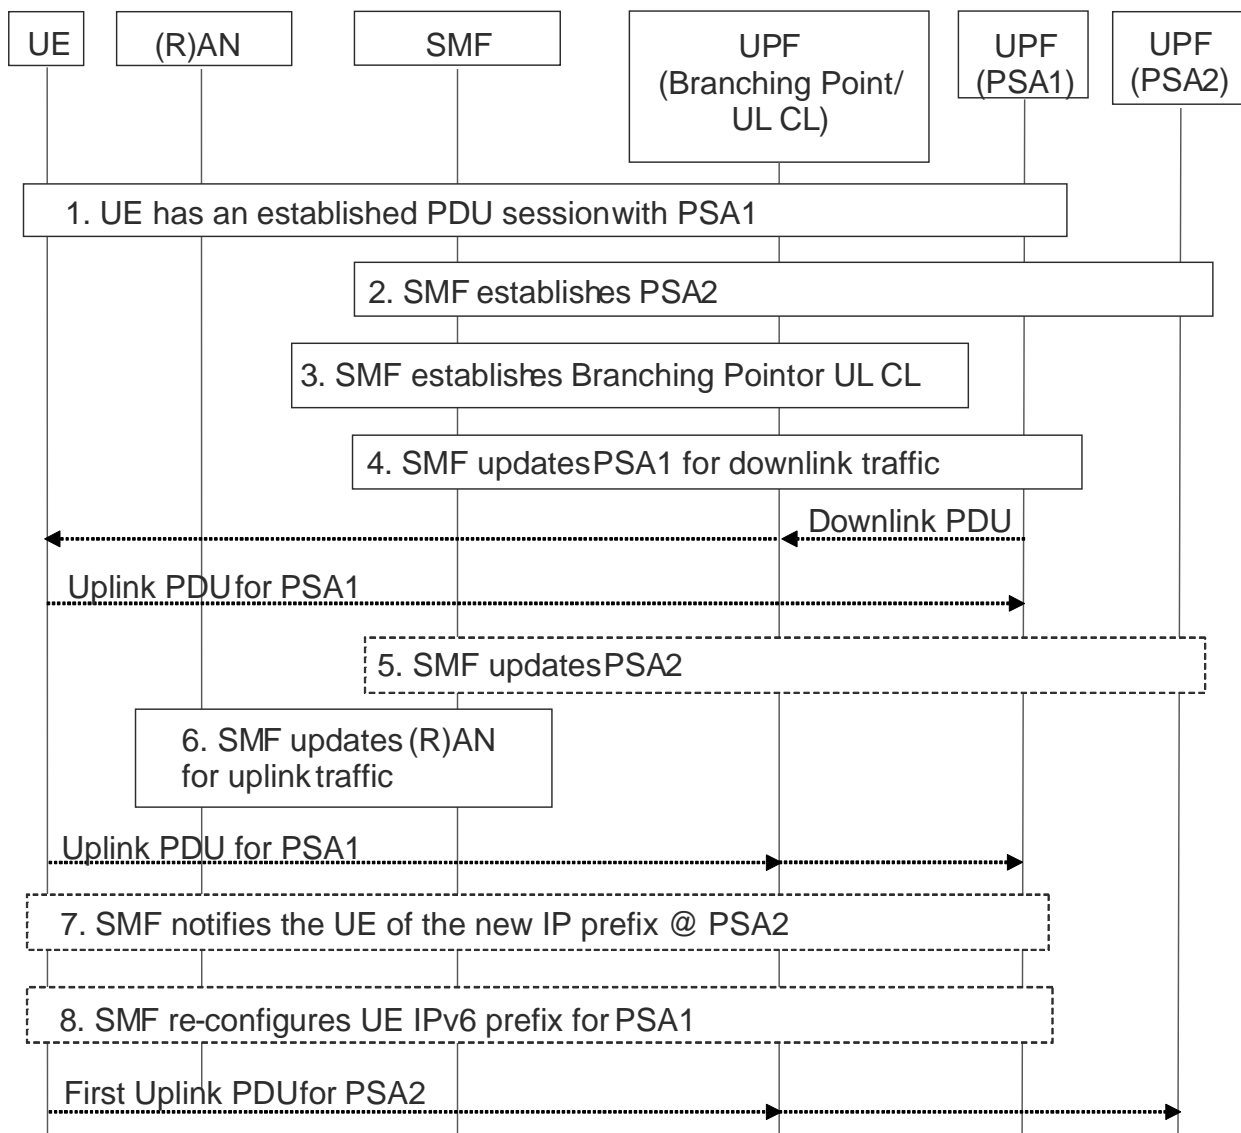 UE
(R)AN
SMF
UPF
(Branching Point/
UL CL)
UPF
(PSA1)
UPF
(PSA2)
1. UE has an established PDU sessionwith PSA1
2. SMF establishes PSA2
3. SMF establishes Branching Pointor UL CL
4. SMF updatesPSA1 for downlink traffic
Downlink PDU
Uplink PDUfor PSA1
5. SMF updatesPSA2
6. SMF updates (R)AN
for uplink traffic
Uplink PDU for PSA1
7. SMF notifies the UE of the new IP prefix @ PSA2
8. SMF re-configures UE IPv6 prefix for PSA1
First Uplink PDUfor PSA2